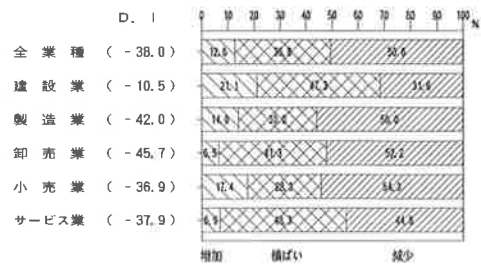 D. I
0 10 20 30 40 50 60 70 80 90 100
%
全業種 ( -38.0 ) 12.6 36.8 50.6
建設業 ( -10.5 ) 21.1 47.3 31.6
製造業 ( -42.0 ) 14.0 30.0 56.0
卸売業 ( -45.7 ) 6.5 41.3 52.2
小売業 ( -36.9 ) 17.4 28.3 54.3
サービス業 ( -37.9 ) 6.9 48.3 44.8
増加 横ばい 減少